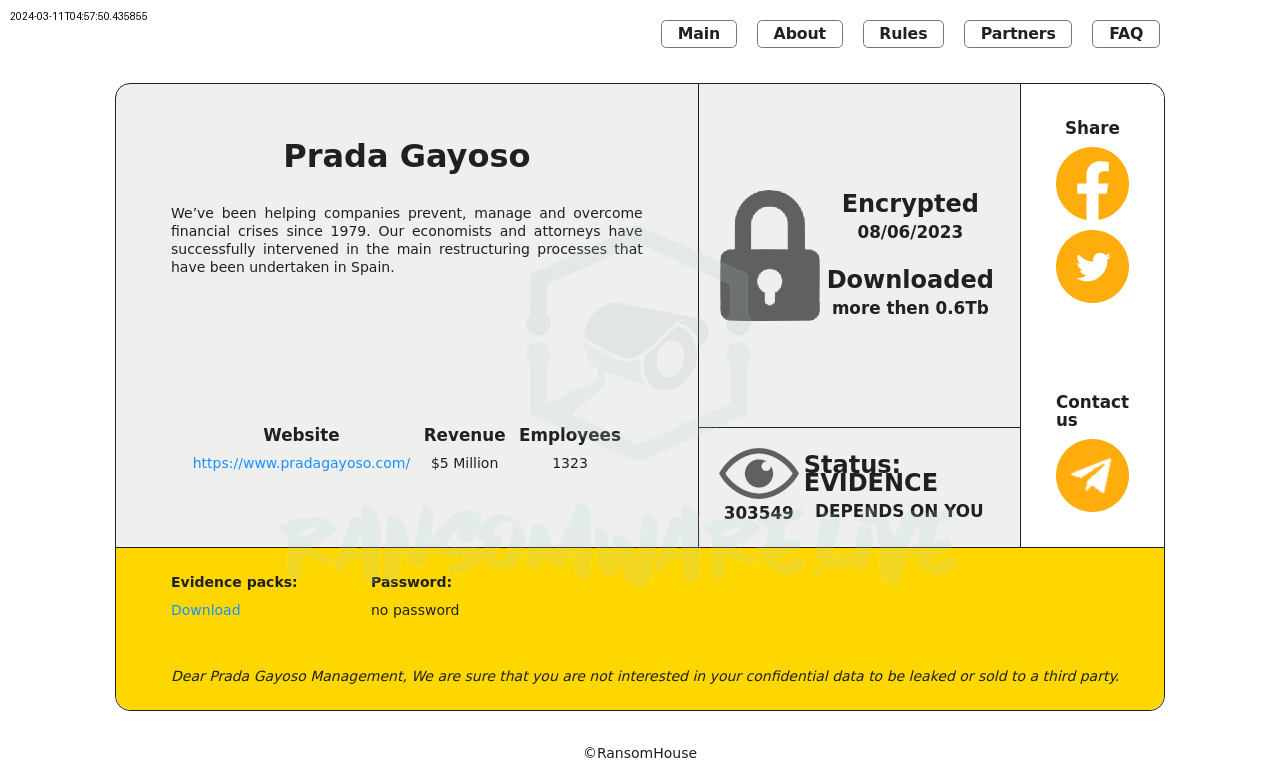 2024-03-11T04:57:50.435855
Main
About
Rules
Partners
FAQ
Prada Gayoso
We’ve been helping companies prevent, manage and overcome
financial crises since 1979. Our economists and attorneys have
successfully intervened in the main restructuring processes that
have been undertaken in Spain.
Website
Revenue
Employees
https://www.pradagayoso.com/
$5 Million
1323
Encrypted
08/06/2023
Downloaded
more then 0.6Tb
303549
Status:
EVIDENCE
DEPENDS ON YOU
Share
Contact
us
RANSOMWARE.LIVE
Evidence packs:
Password:
Download
no password
Dear Prada Gayoso Management, We are sure that you are not interested in your confidential data to be leaked or sold to a third party.
©RansomHouse